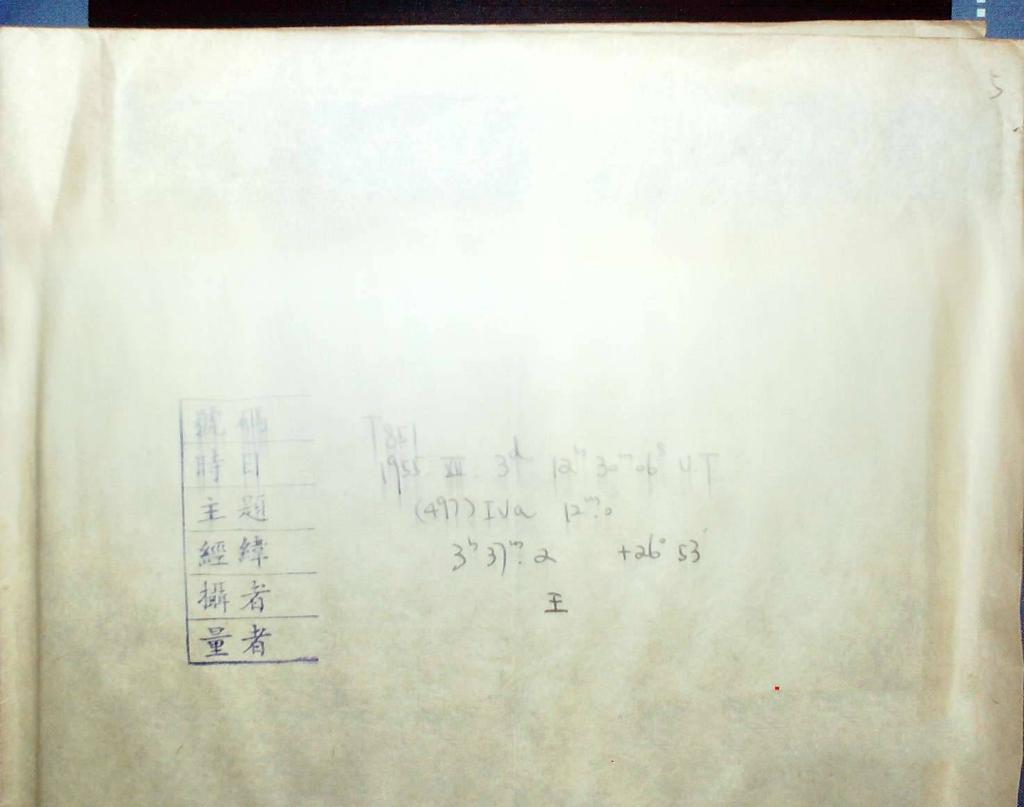 5
號碼 T851
時日 1955. XII. 3ᵈ 12ʰ 30ᵐ 06ˢ U.T
主題 (497) IVa 12ᵐ.0
經緯 3ʰ 37ᵐ.2 +26° 53′
攝者 王
量者